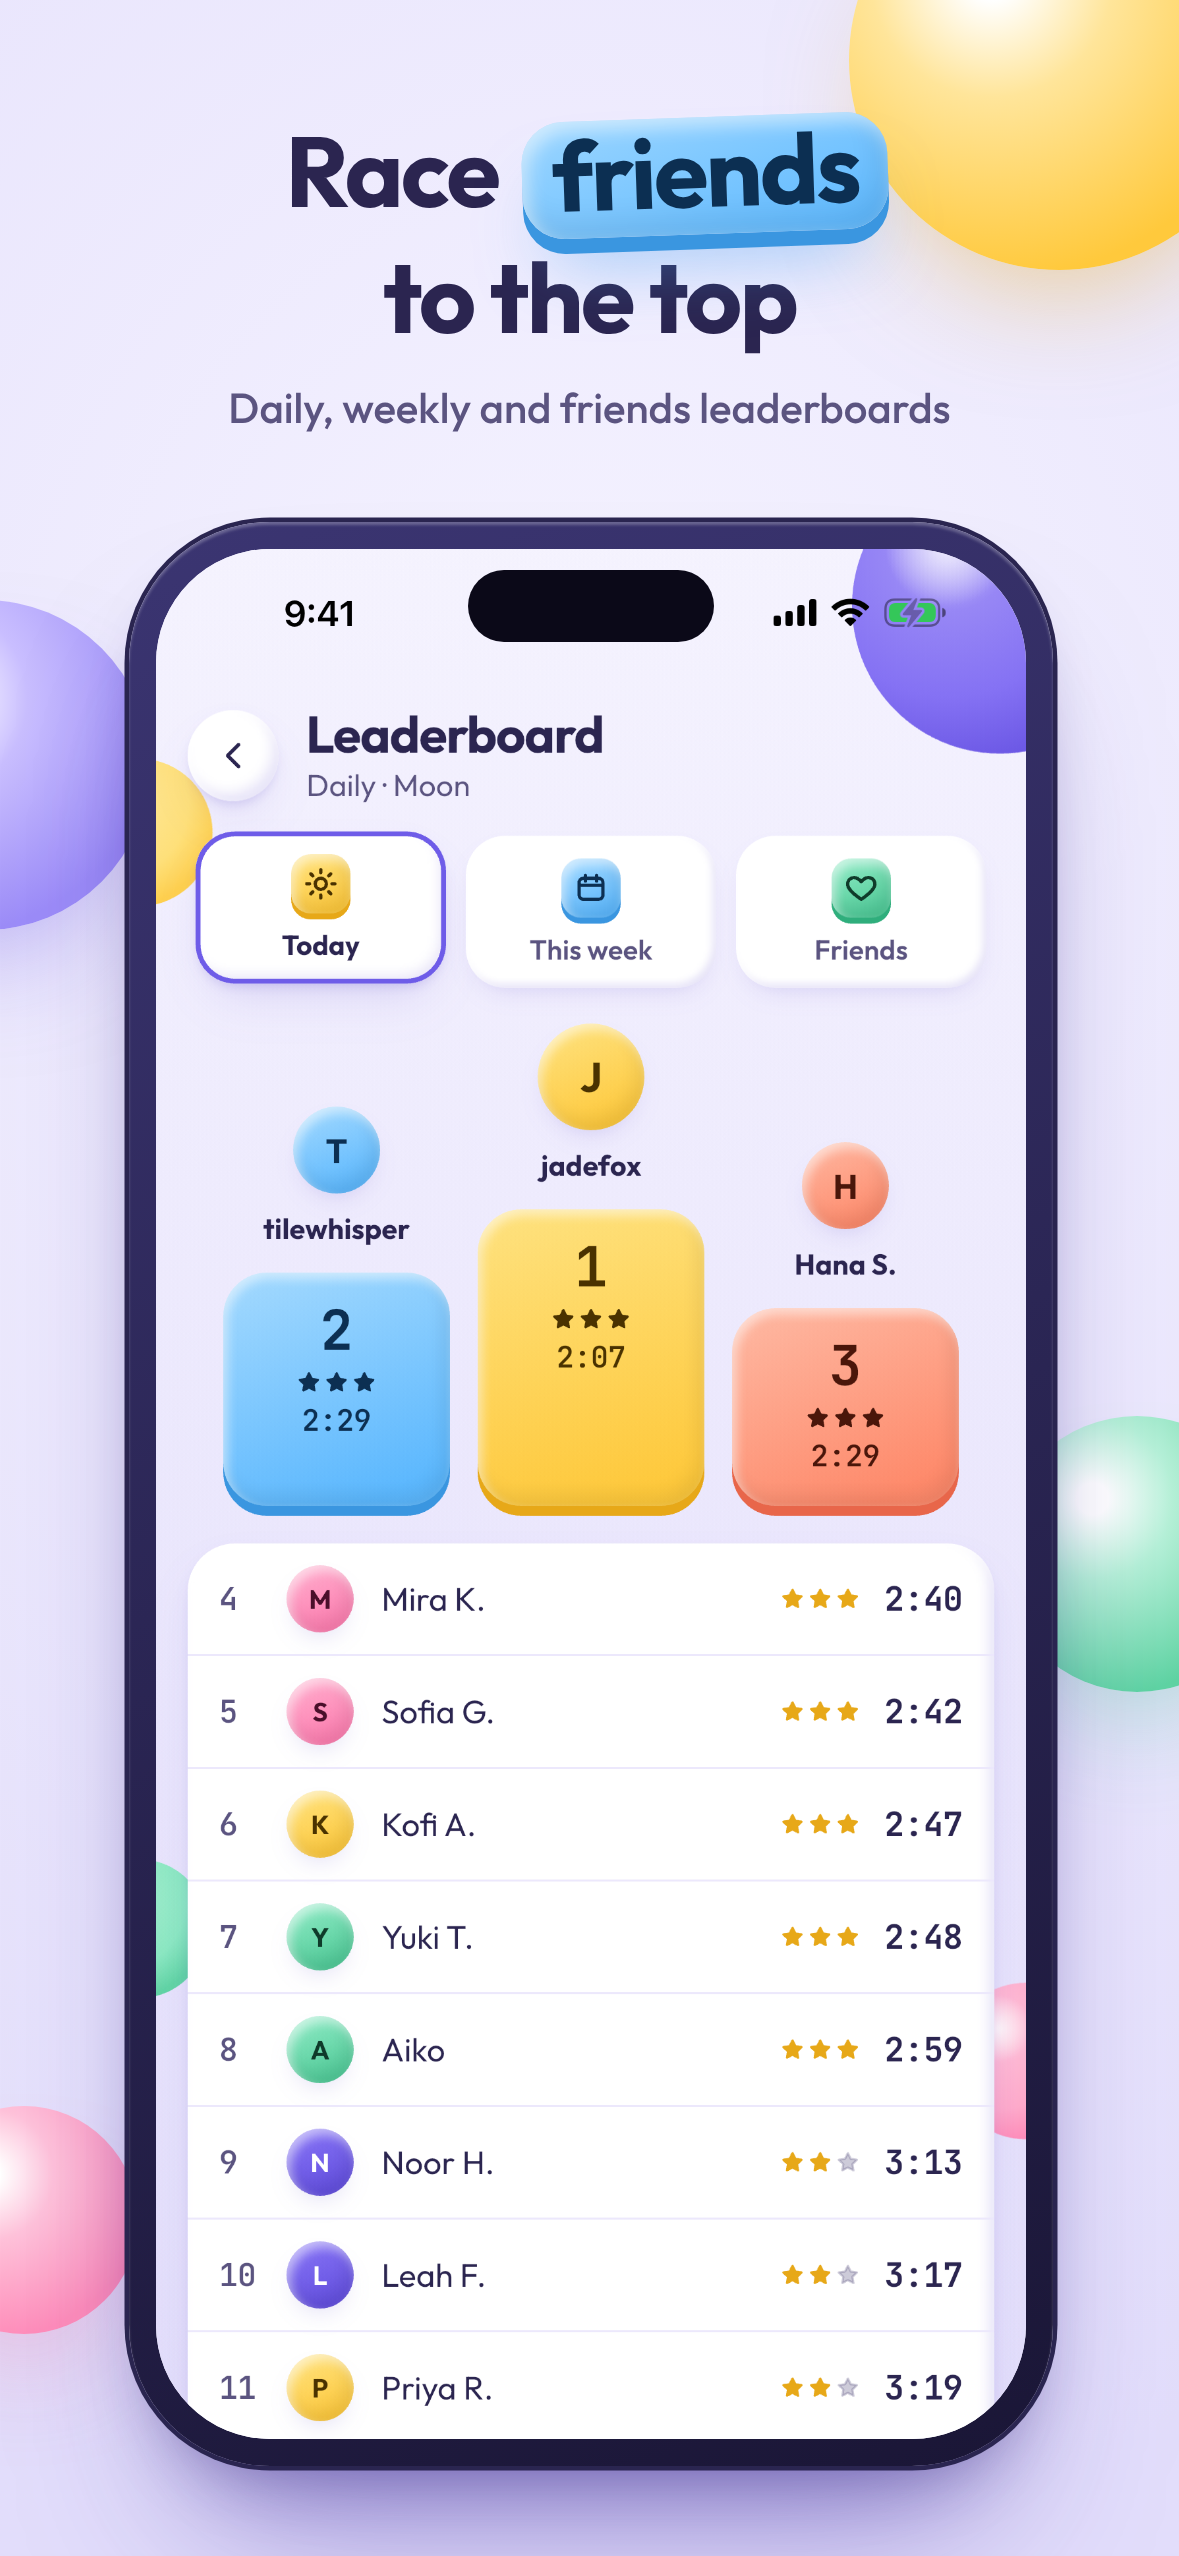 Race friends
to the top
Daily, weekly and friends leaderboards
9:41
Leaderboard
Daily · Moon
Today
This week
Friends
J
jadefox
T
tilewhisper
H
Hana S.
1
2:07
2
2:29
3
2:29
4 M Mira K. 2:40
5 S Sofia G. 2:42
6 K Kofi A. 2:47
7 Y Yuki T. 2:48
8 A Aiko 2:59
9 N Noor H. 3:13
10 L Leah F. 3:17
11 P Priya R. 3:19